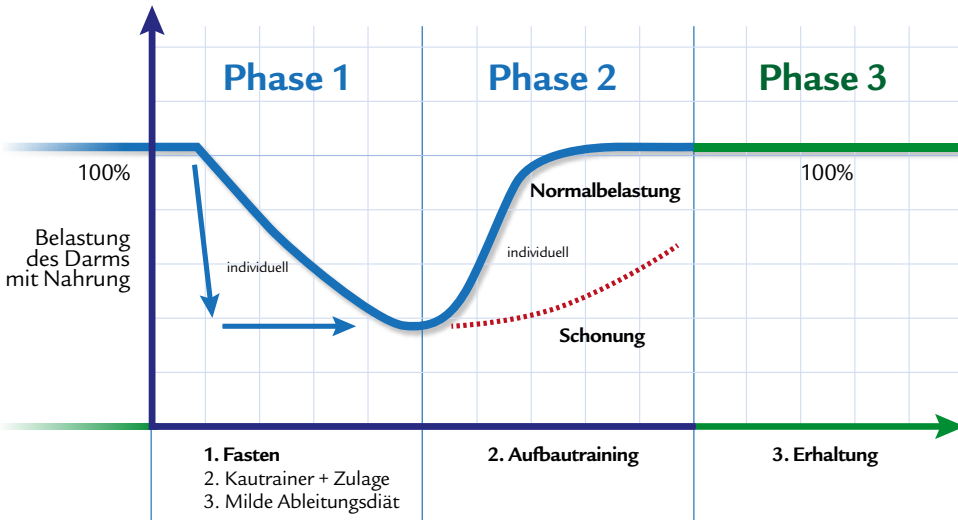 Phase 1
Phase 2
Phase 3
100%
100%
Normalbelastung
Belastung
des Darms
mit Nahrung
individuell
individuell
Schonung
1. Fasten
2. Kautrainer + Zulage
3. Milde Ableitungsdiät
2. Aufbautraining
3. Erhaltung